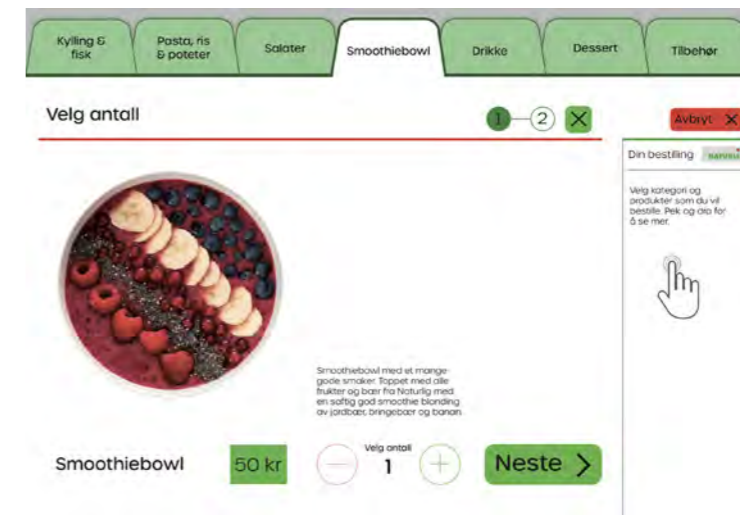 Kylling &
fisk
Pasta, ris
& poteter
Salater
Smoothiebowl
Drikke
Dessert
Tilbehør
Velg antall
1
2
Avbryt
Din bestilling
Velg kategori og
produkter som du vil
bestille. Pek og dra for
å se mer.
Smoothiebowl med et mange
gode smaker. Toppet med alle
frukter og bær fra Naturlig med
en saftig god smoothie blanding
av jordbær, bringebær og banan.
Smoothiebowl
50 kr
Velg antall
1
Neste